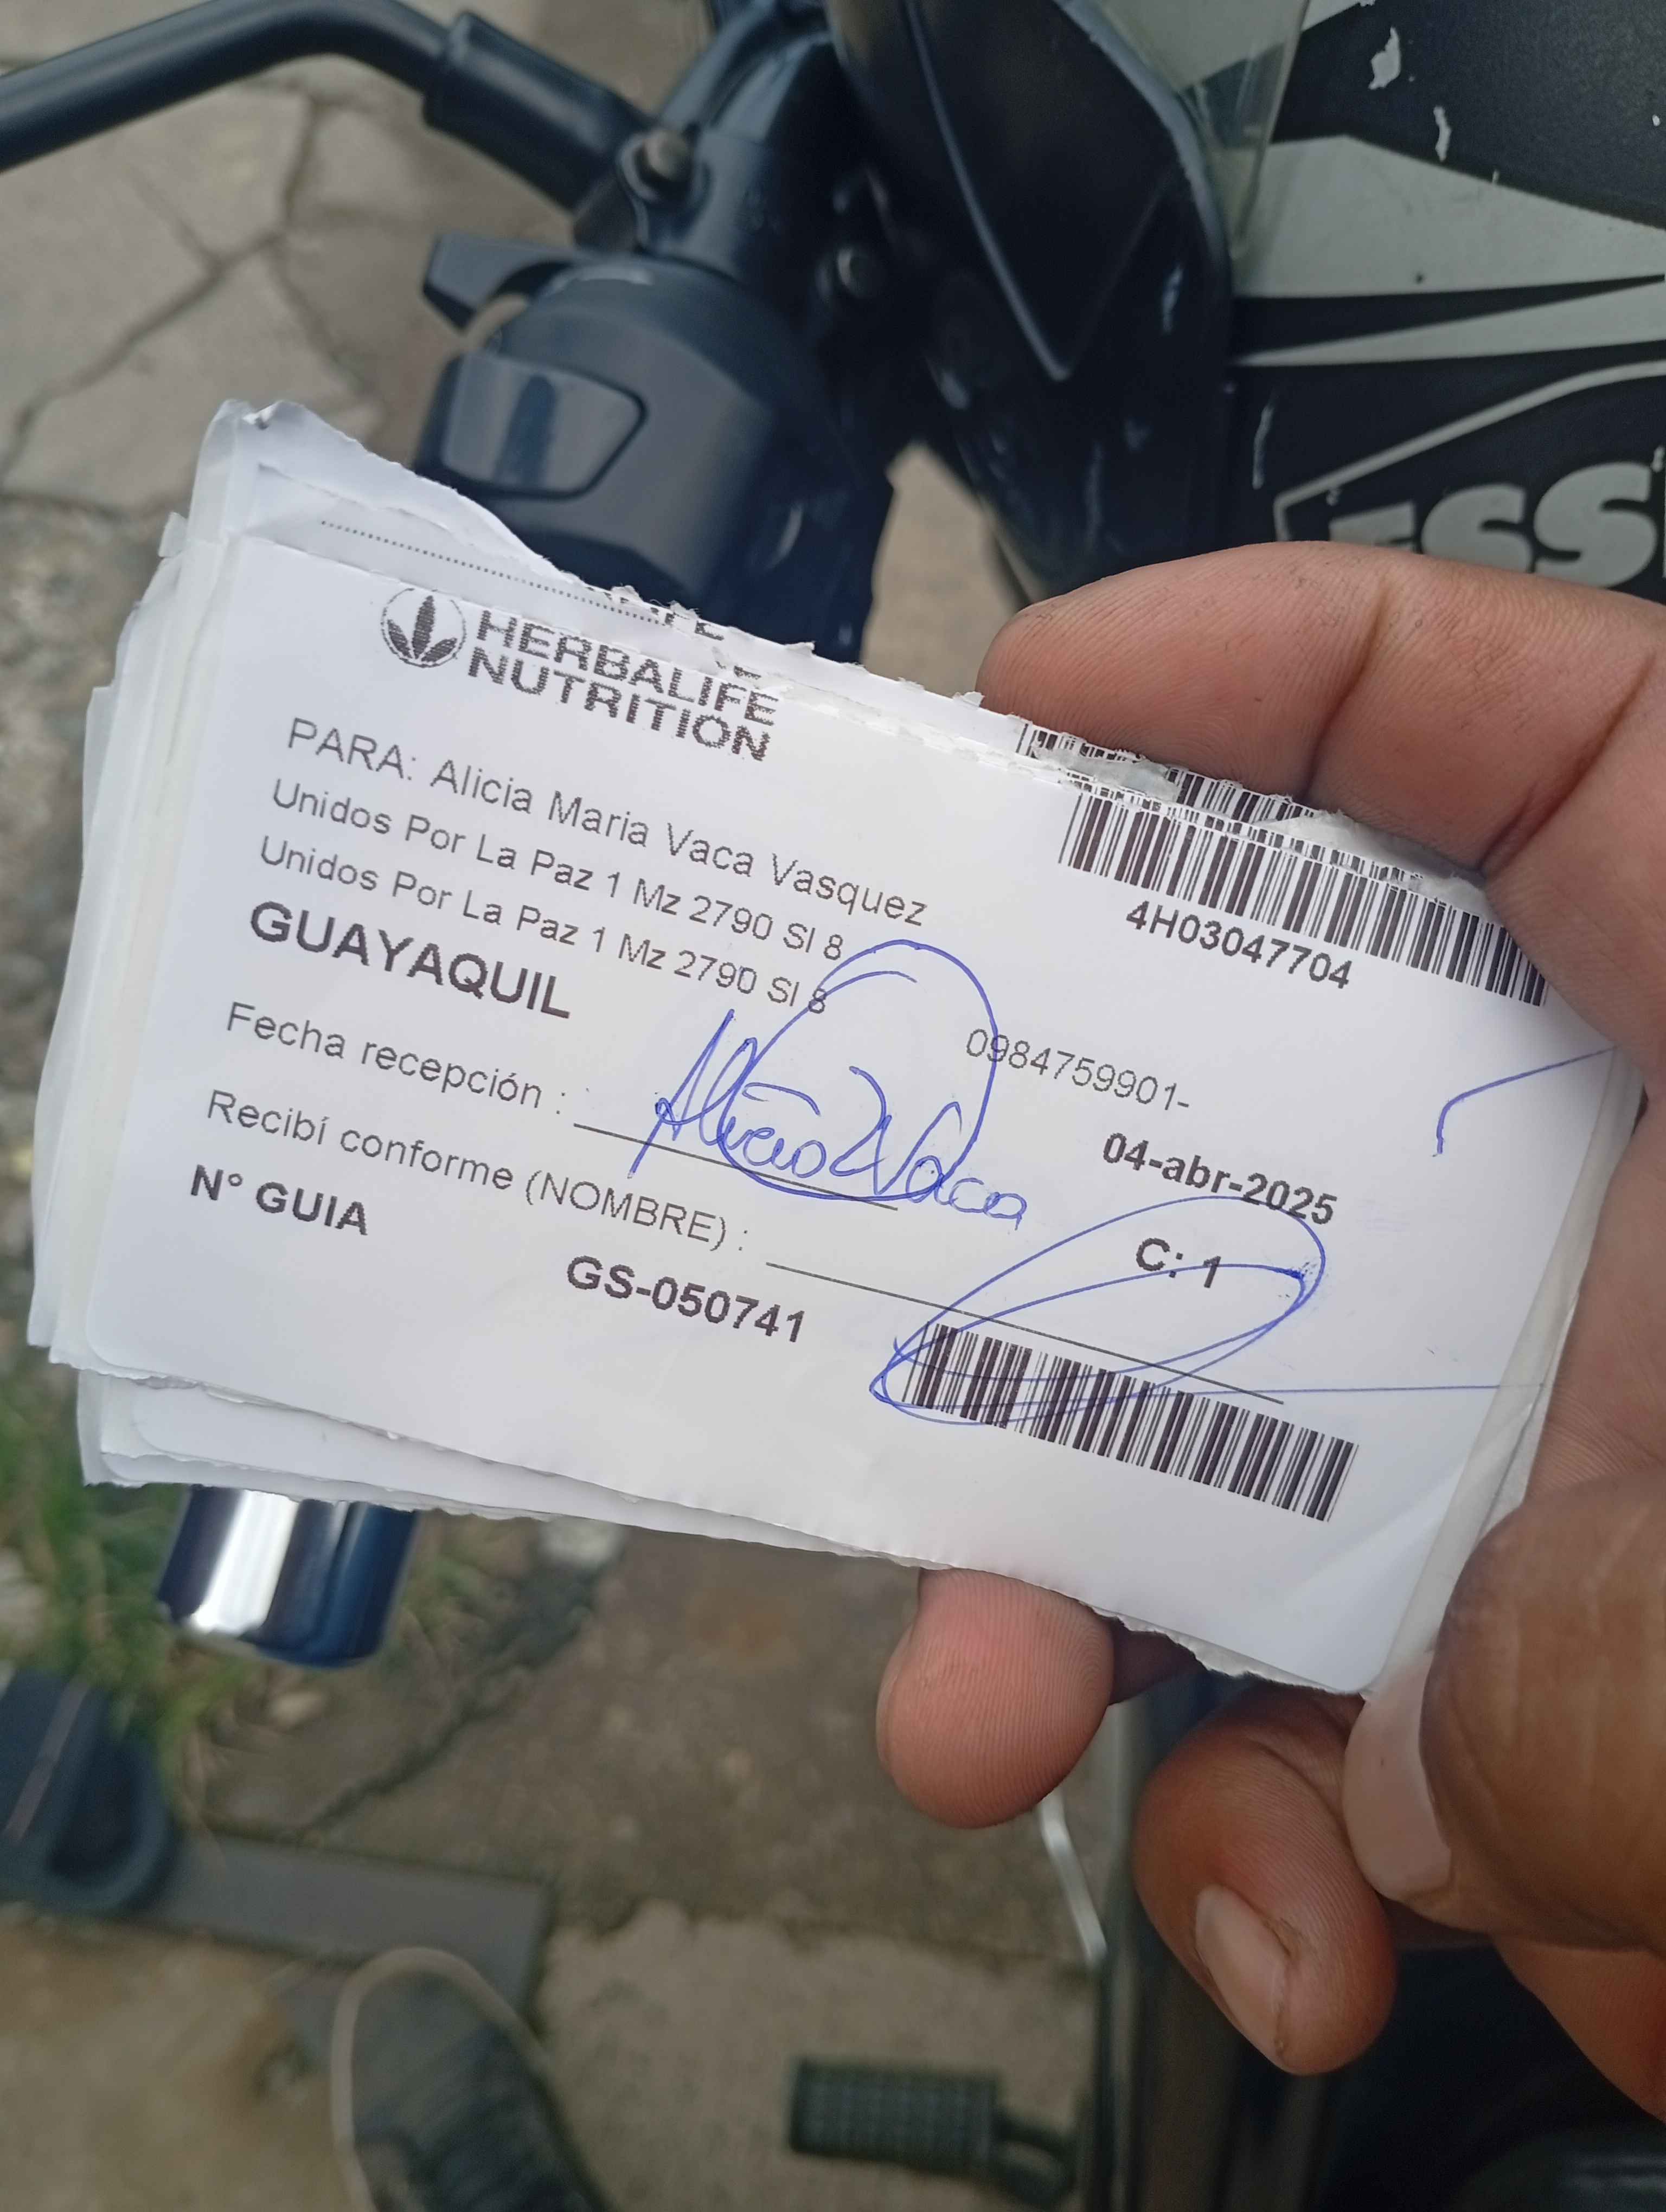 HERBALIFE
NUTRITION
PARA: Alicia Maria Vaca Vasquez
Unidos Por La Paz 1 Mz 2790 Sl 8
Unidos Por La Paz 1 Mz 2790 Sl 8
GUAYAQUIL
4H03047704
0984759901-
Fecha recepción :
Alicia Vaca
04-abr-2025
Recibí conforme (NOMBRE) :
C: 1
N° GUIA
GS-050741